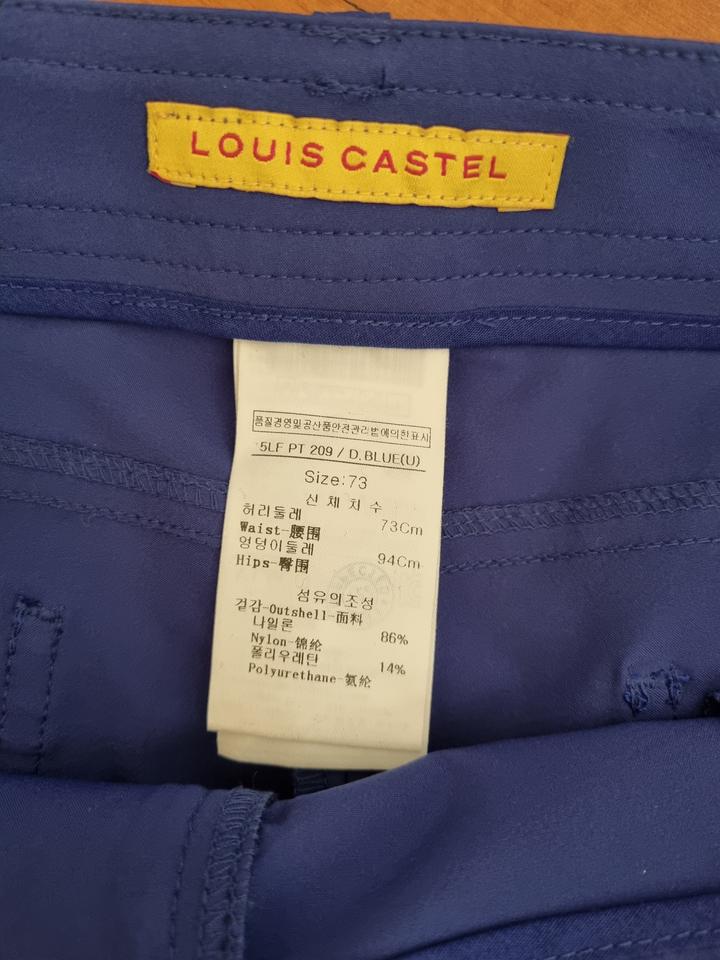 LOUIS CASTEL
품질경영및공산품안전관리법에의한표시
5LF PT 209 / D.BLUE(U)
Size:73
신 체 치 수
허리둘레
Waist-腰围 73Cm
엉덩이둘레
Hips-臀围 94Cm
섬유의조성
겉감-Outshell-面料
나일론
Nylon-锦纶 86%
폴리우레탄
Polyurethane-氨纶 14%